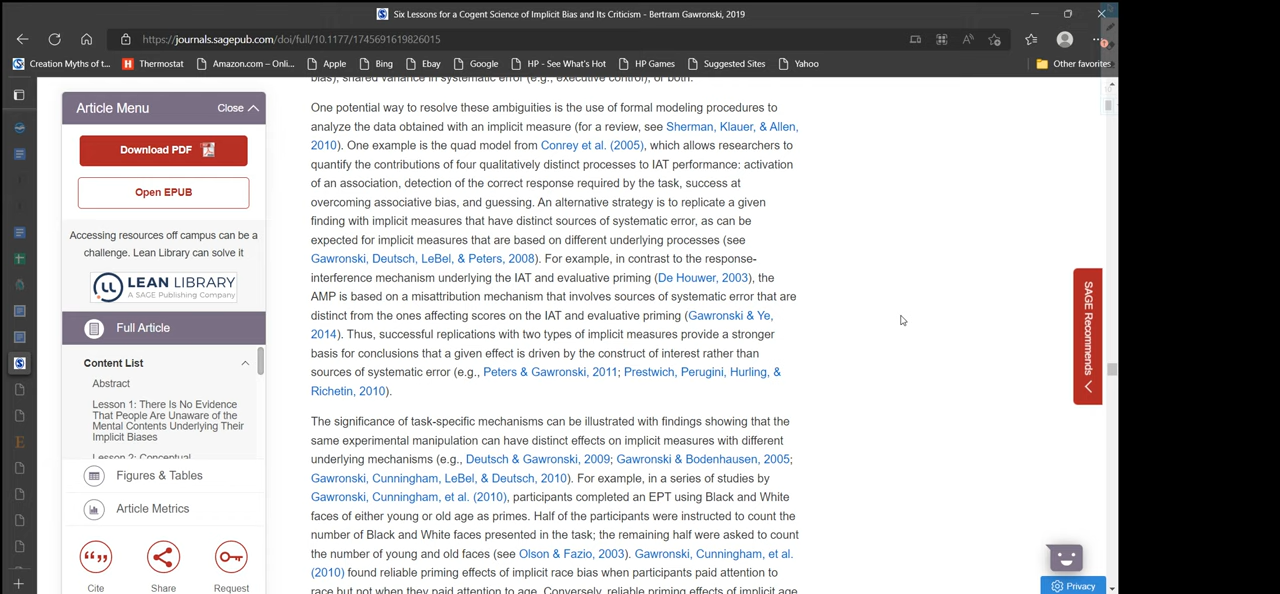 Six Lessons for a Cogent Science of Implicit Bias and Its Criticism - Bertram Gawronski, 2019
https://journals.sagepub.com/doi/full/10.1177/1745691619826015
Creation Myths of t... Thermostat Amazon.com – Onli... Apple Bing Ebay Google HP - See What's Hot HP Games Suggested Sites Yahoo Other favorites
Article Menu Close
Download PDF
Open EPUB
Accessing resources off campus can be a
challenge. Lean Library can solve it
LEAN LIBRARY
A SAGE Publishing Company
Full Article
Content List
Abstract
Lesson 1: There Is No Evidence
That People Are Unaware of the
Mental Contents Underlying Their
Implicit Biases
Lesson 2: Conceptual
Figures & Tables
Article Metrics
Cite Share Request
bias), shared variance in systematic error (e.g., executive control), or both.
One potential way to resolve these ambiguities is the use of formal modeling procedures to
analyze the data obtained with an implicit measure (for a review, see Sherman, Klauer, & Allen,
2010). One example is the quad model from Conrey et al. (2005), which allows researchers to
quantify the contributions of four qualitatively distinct processes to IAT performance: activation
of an association, detection of the correct response required by the task, success at
overcoming associative bias, and guessing. An alternative strategy is to replicate a given
finding with implicit measures that have distinct sources of systematic error, as can be
expected for implicit measures that are based on different underlying processes (see
Gawronski, Deutsch, LeBel, & Peters, 2008). For example, in contrast to the response-
interference mechanism underlying the IAT and evaluative priming (De Houwer, 2003), the
AMP is based on a misattribution mechanism that involves sources of systematic error that are
distinct from the ones affecting scores on the IAT and evaluative priming (Gawronski & Ye,
2014). Thus, successful replications with two types of implicit measures provide a stronger
basis for conclusions that a given effect is driven by the construct of interest rather than
sources of systematic error (e.g., Peters & Gawronski, 2011; Prestwich, Perugini, Hurling, &
Richetin, 2010).
The significance of task-specific mechanisms can be illustrated with findings showing that the
same experimental manipulation can have distinct effects on implicit measures with different
underlying mechanisms (e.g., Deutsch & Gawronski, 2009; Gawronski & Bodenhausen, 2005;
Gawronski, Cunningham, LeBel, & Deutsch, 2010). For example, in a series of studies by
Gawronski, Cunningham, et al. (2010), participants completed an EPT using Black and White
faces of either young or old age as primes. Half of the participants were instructed to count the
number of Black and White faces presented in the task; the remaining half were asked to count
the number of young and old faces (see Olson & Fazio, 2003). Gawronski, Cunningham, et al.
(2010) found reliable priming effects of implicit race bias when participants paid attention to
race but not when they paid attention to age. Conversely, reliable priming effects of implicit age
SAGE Recommends
Privacy